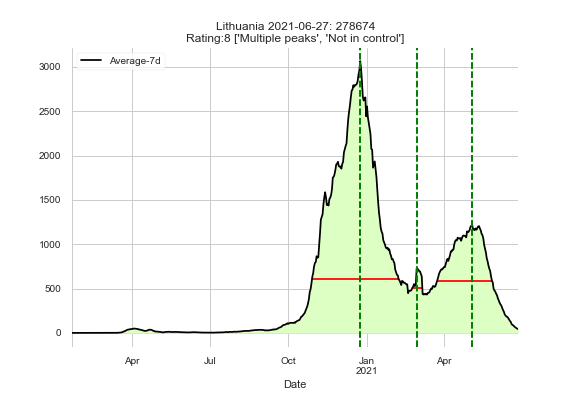 Lithuania 2021-06-27: 278674
Rating:8 ['Multiple peaks', 'Not in control']
Average-7d
3000
2500
2000
1500
1000
500
0
Apr
Jul
Oct
Jan
2021
Apr
Date